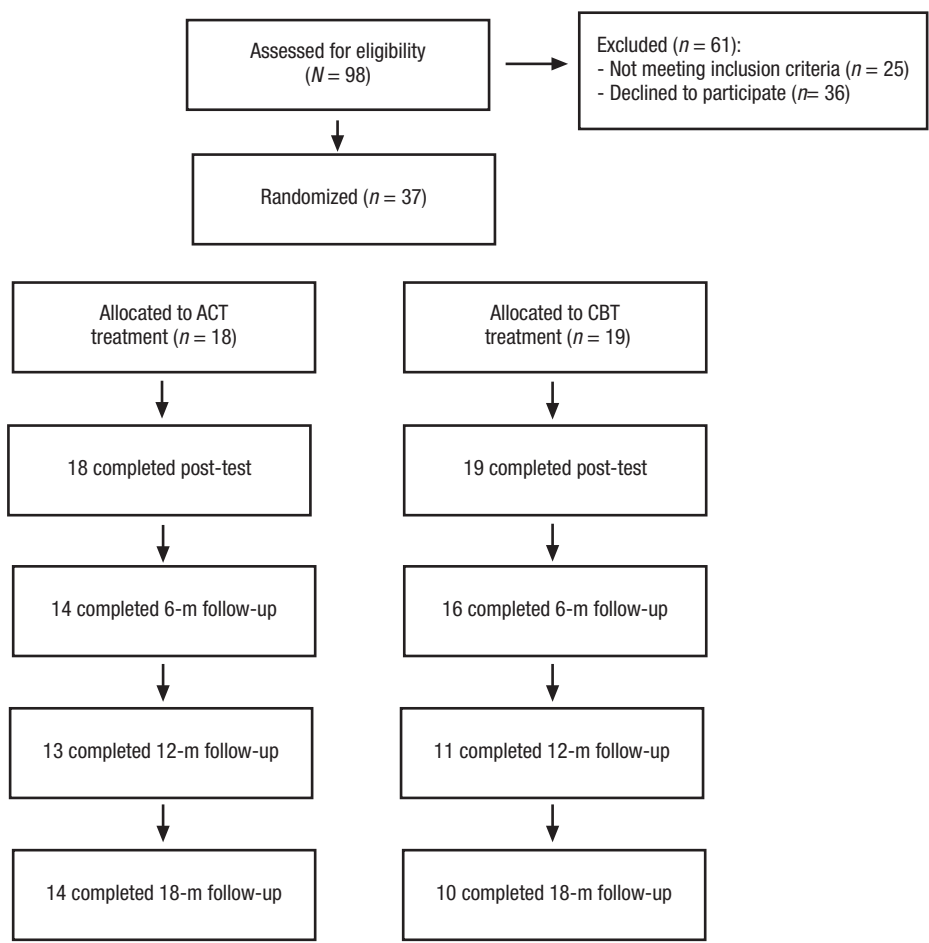 Assessed for eligibility
(N = 98)
Excluded (n = 61):
- Not meeting inclusion criteria (n = 25)
- Declined to participate (n= 36)
Randomized (n = 37)
Allocated to ACT
treatment (n = 18)
Allocated to CBT
treatment (n = 19)
18 completed post-test
19 completed post-test
14 completed 6-m follow-up
16 completed 6-m follow-up
13 completed 12-m follow-up
11 completed 12-m follow-up
14 completed 18-m follow-up
10 completed 18-m follow-up